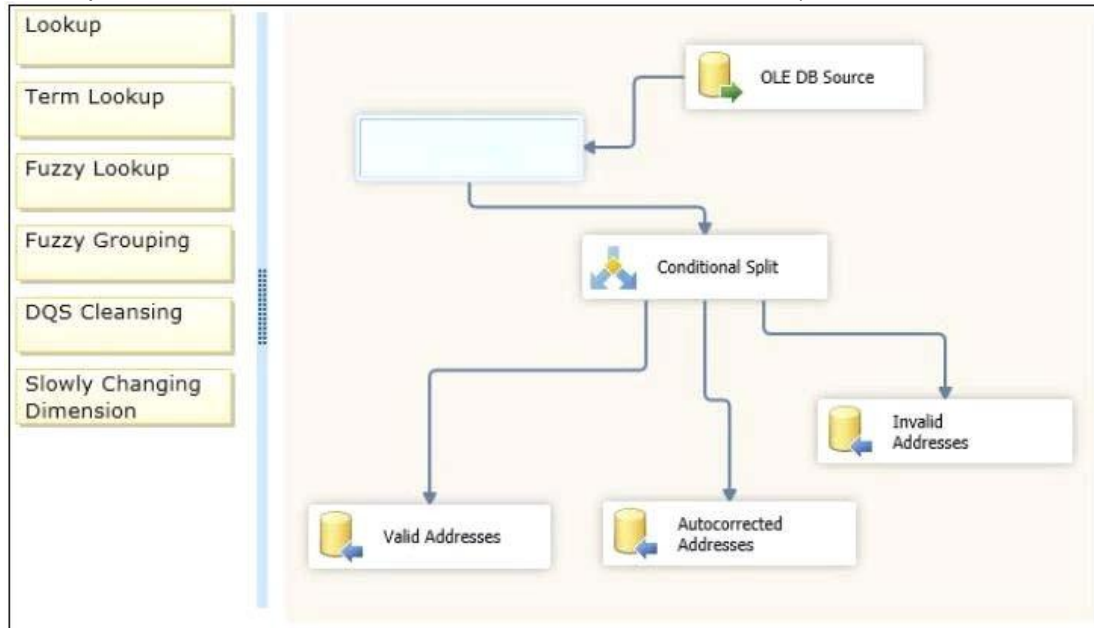 Lookup
Term Lookup
Fuzzy Lookup
Fuzzy Grouping
DQS Cleansing
Slowly Changing
Dimension
OLE DB Source
Conditional Split
Invalid
Addresses
Valid Addresses
Autocorrected
Addresses